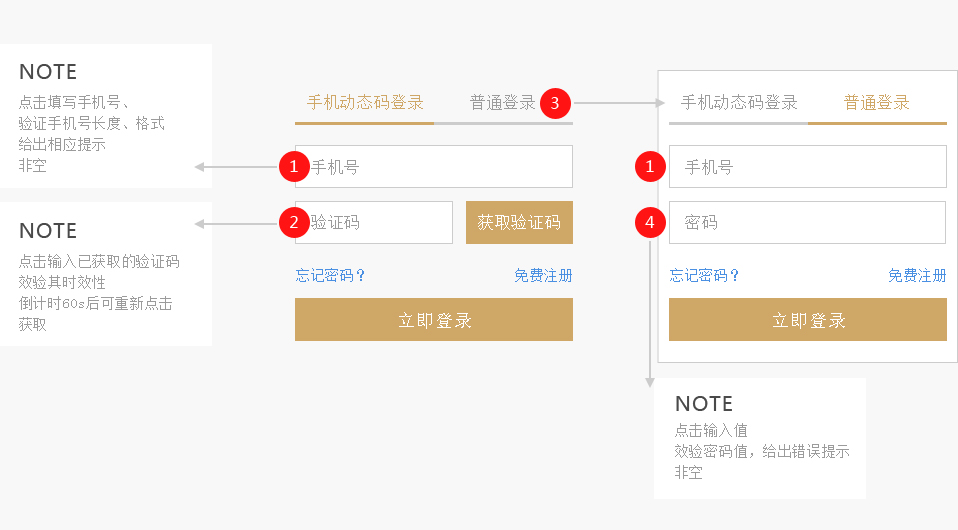 NOTE
点击填写手机号、
验证手机号长度、格式
给出相应提示
非空
NOTE
点击输入已获取的验证码
效验其时效性
倒计时60s后可重新点击
获取
手机动态码登录
普通登录
3
1
手机号
2
验证码
获取验证码
忘记密码？
免费注册
立即登录
手机动态码登录
普通登录
1
手机号
4
密码
忘记密码？
免费注册
立即登录
NOTE
点击输入值
效验密码值，给出错误提示
非空